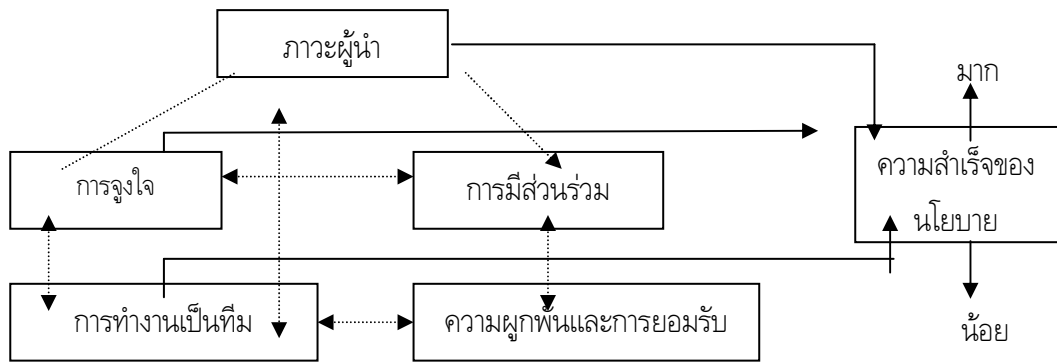 ภาวะผู้นำ
มาก
การจูงใจ
การมีส่วนร่วม
ความสำเร็จของ
นโยบาย
การทำงานเป็นทีม
ความผูกพันและการยอมรับ
น้อย